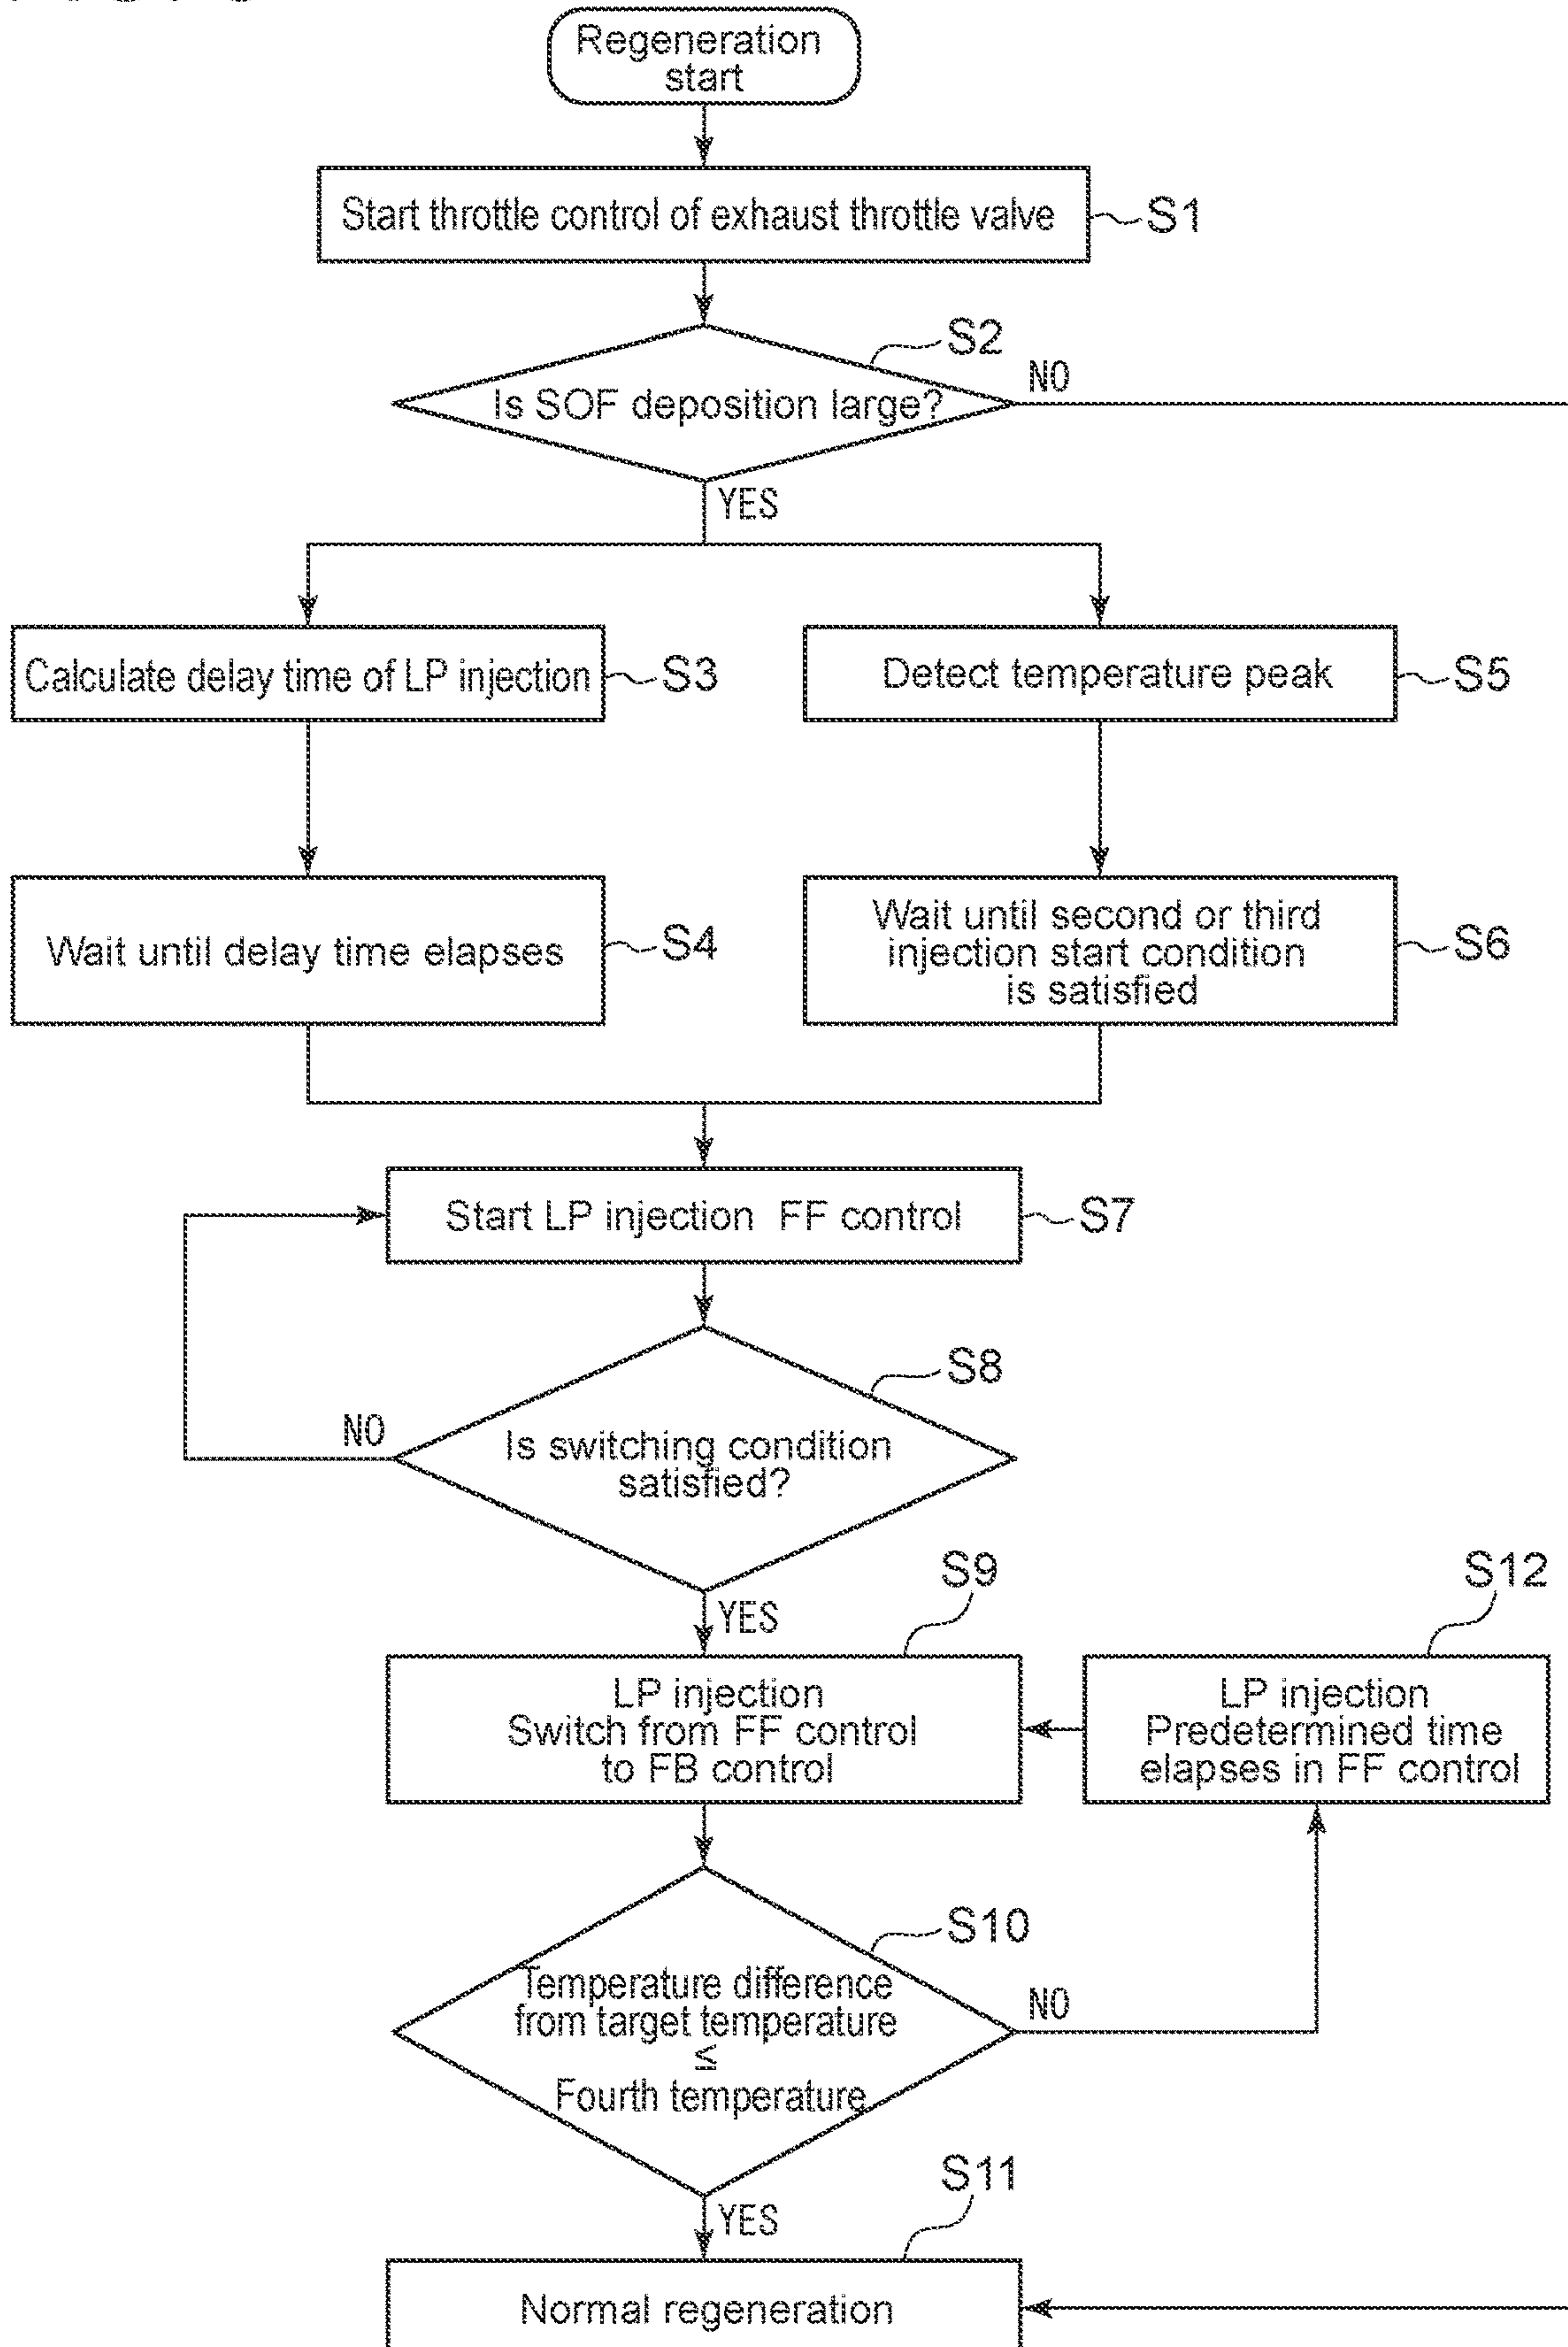 Regeneration
start
Start throttle control of exhaust throttle valve
S1
S2
Is SOF deposition large?
NO
YES
Calculate delay time of LP injection
S3
Detect temperature peak
S5
Wait until delay time elapses
S4
Wait until second or third
injection start condition
is satisfied
S6
Start LP injection FF control
S7
S8
Is switching condition
satisfied?
NO
YES
S9
LP injection
Switch from FF control
to FB control
S12
LP injection
Predetermined time
elapses in FF control
S10
Temperature difference
from target temperature
≤
Fourth temperature
NO
YES
S11
Normal regeneration